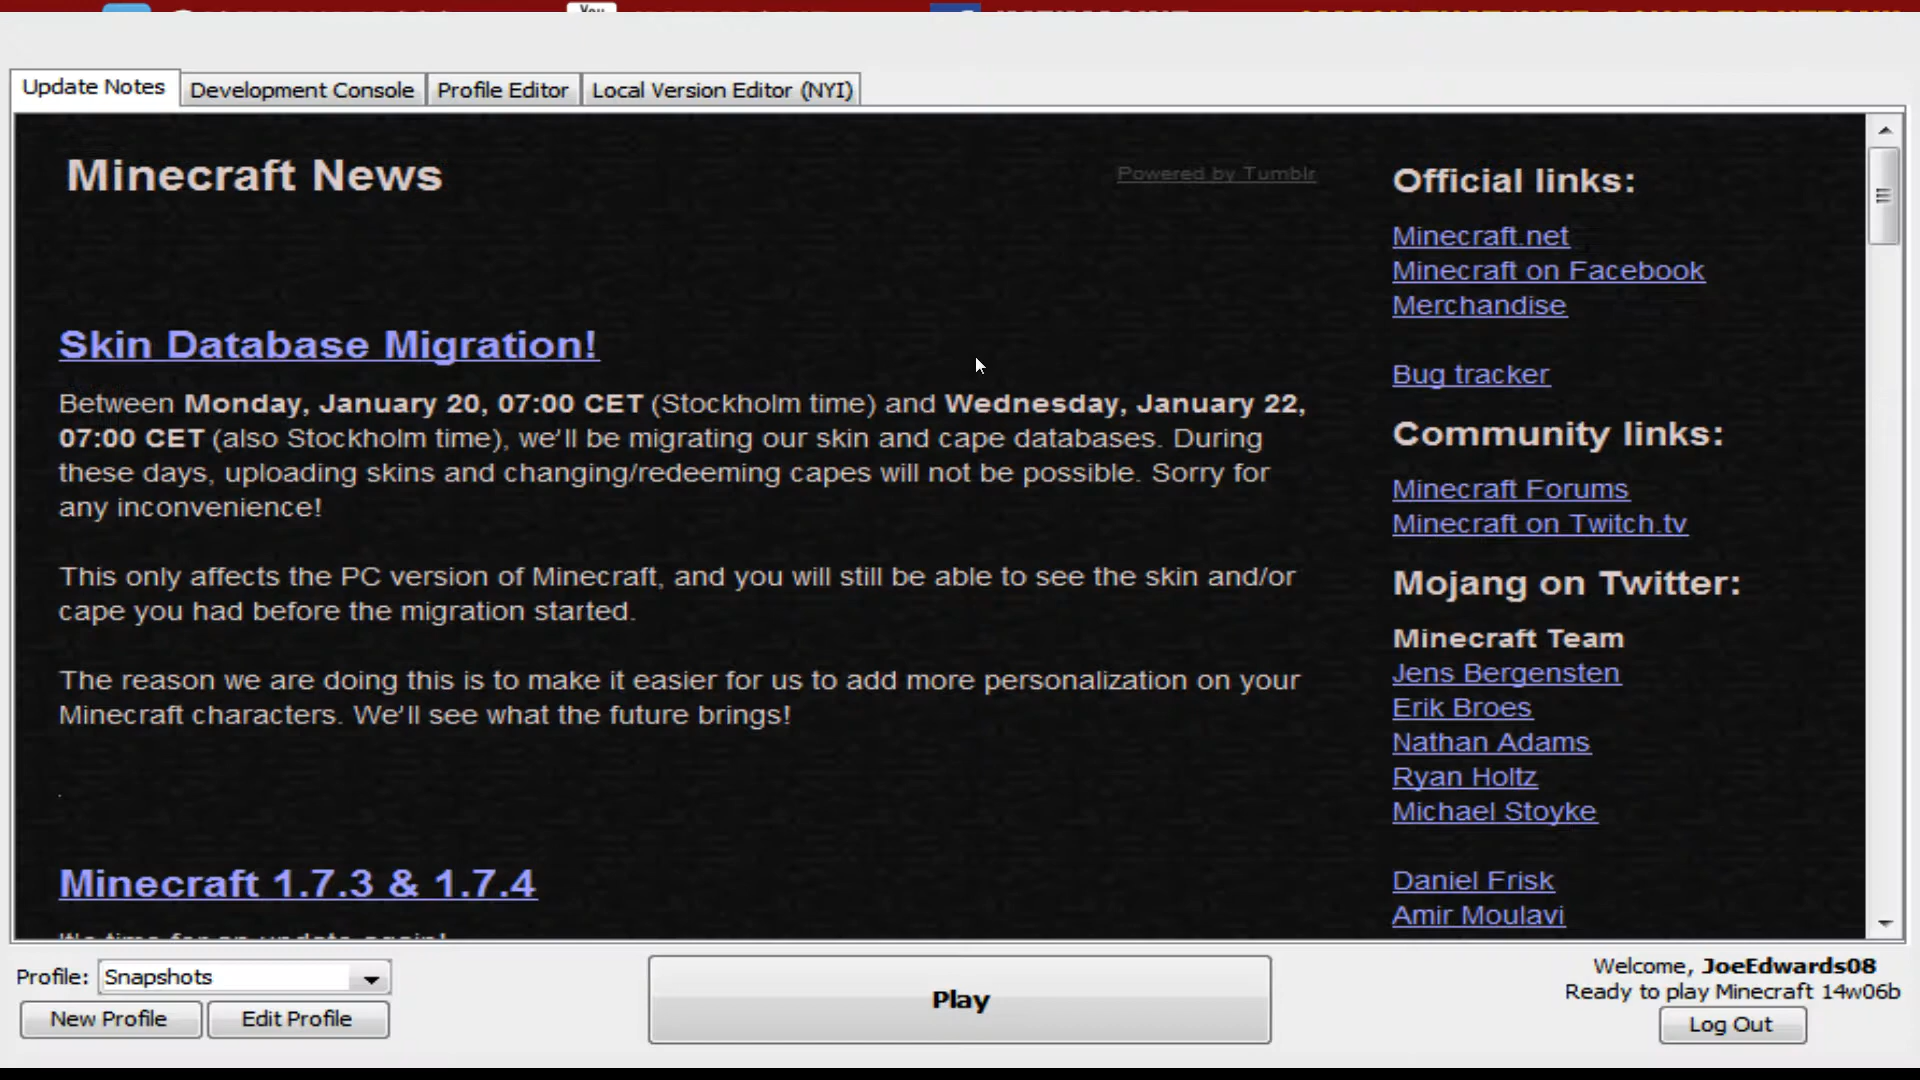 Update Notes
Development Console
Profile Editor
Local Version Editor (NYI)
Minecraft News
Powered by Tumblr
Skin Database Migration!
Between Monday, January 20, 07:00 CET (Stockholm time) and Wednesday, January 22,
07:00 CET (also Stockholm time), we'll be migrating our skin and cape databases. During
these days, uploading skins and changing/redeeming capes will not be possible. Sorry for
any inconvenience!
This only affects the PC version of Minecraft, and you will still be able to see the skin and/or
cape you had before the migration started.
The reason we are doing this is to make it easier for us to add more personalization on your
Minecraft characters. We'll see what the future brings!
.
Minecraft 1.7.3 & 1.7.4
It's time for an update again!
Official links:
Minecraft.net
Minecraft on Facebook
Merchandise
Bug tracker
Community links:
Minecraft Forums
Minecraft on Twitch.tv
Mojang on Twitter:
Minecraft Team
Jens Bergensten
Erik Broes
Nathan Adams
Ryan Holtz
Michael Stoyke
Daniel Frisk
Amir Moulavi
Profile: Snapshots
New Profile
Edit Profile
Play
Welcome, JoeEdwards08
Ready to play Minecraft 14w06b
Log Out